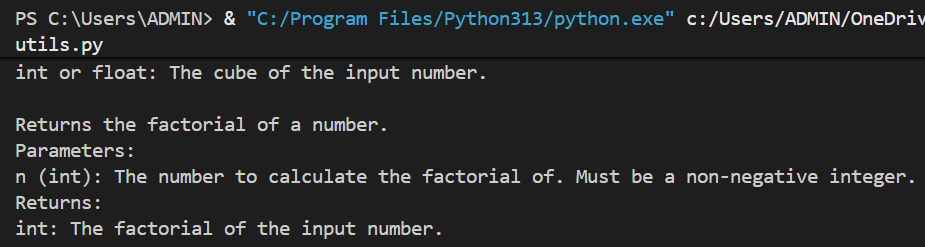 PS C:\Users\ADMIN> & "C:/Program Files/Python313/python.exe" c:/Users/ADMIN/OneDriv
utils.py
int or float: The cube of the input number.
Returns the factorial of a number.
Parameters:
n (int): The number to calculate the factorial of. Must be a non-negative integer.
Returns:
int: The factorial of the input number.